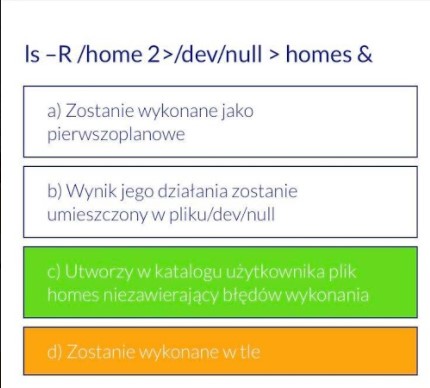 ls –R /home 2>/dev/null > homes &
a) Zostanie wykonane jako
pierwszoplanowe
b) Wynik jego działania zostanie
umieszczony w pliku/dev/null
c) Utworzy w katalogu użytkownika plik
homes niezawierający błędów wykonania
d) Zostanie wykonane w tle